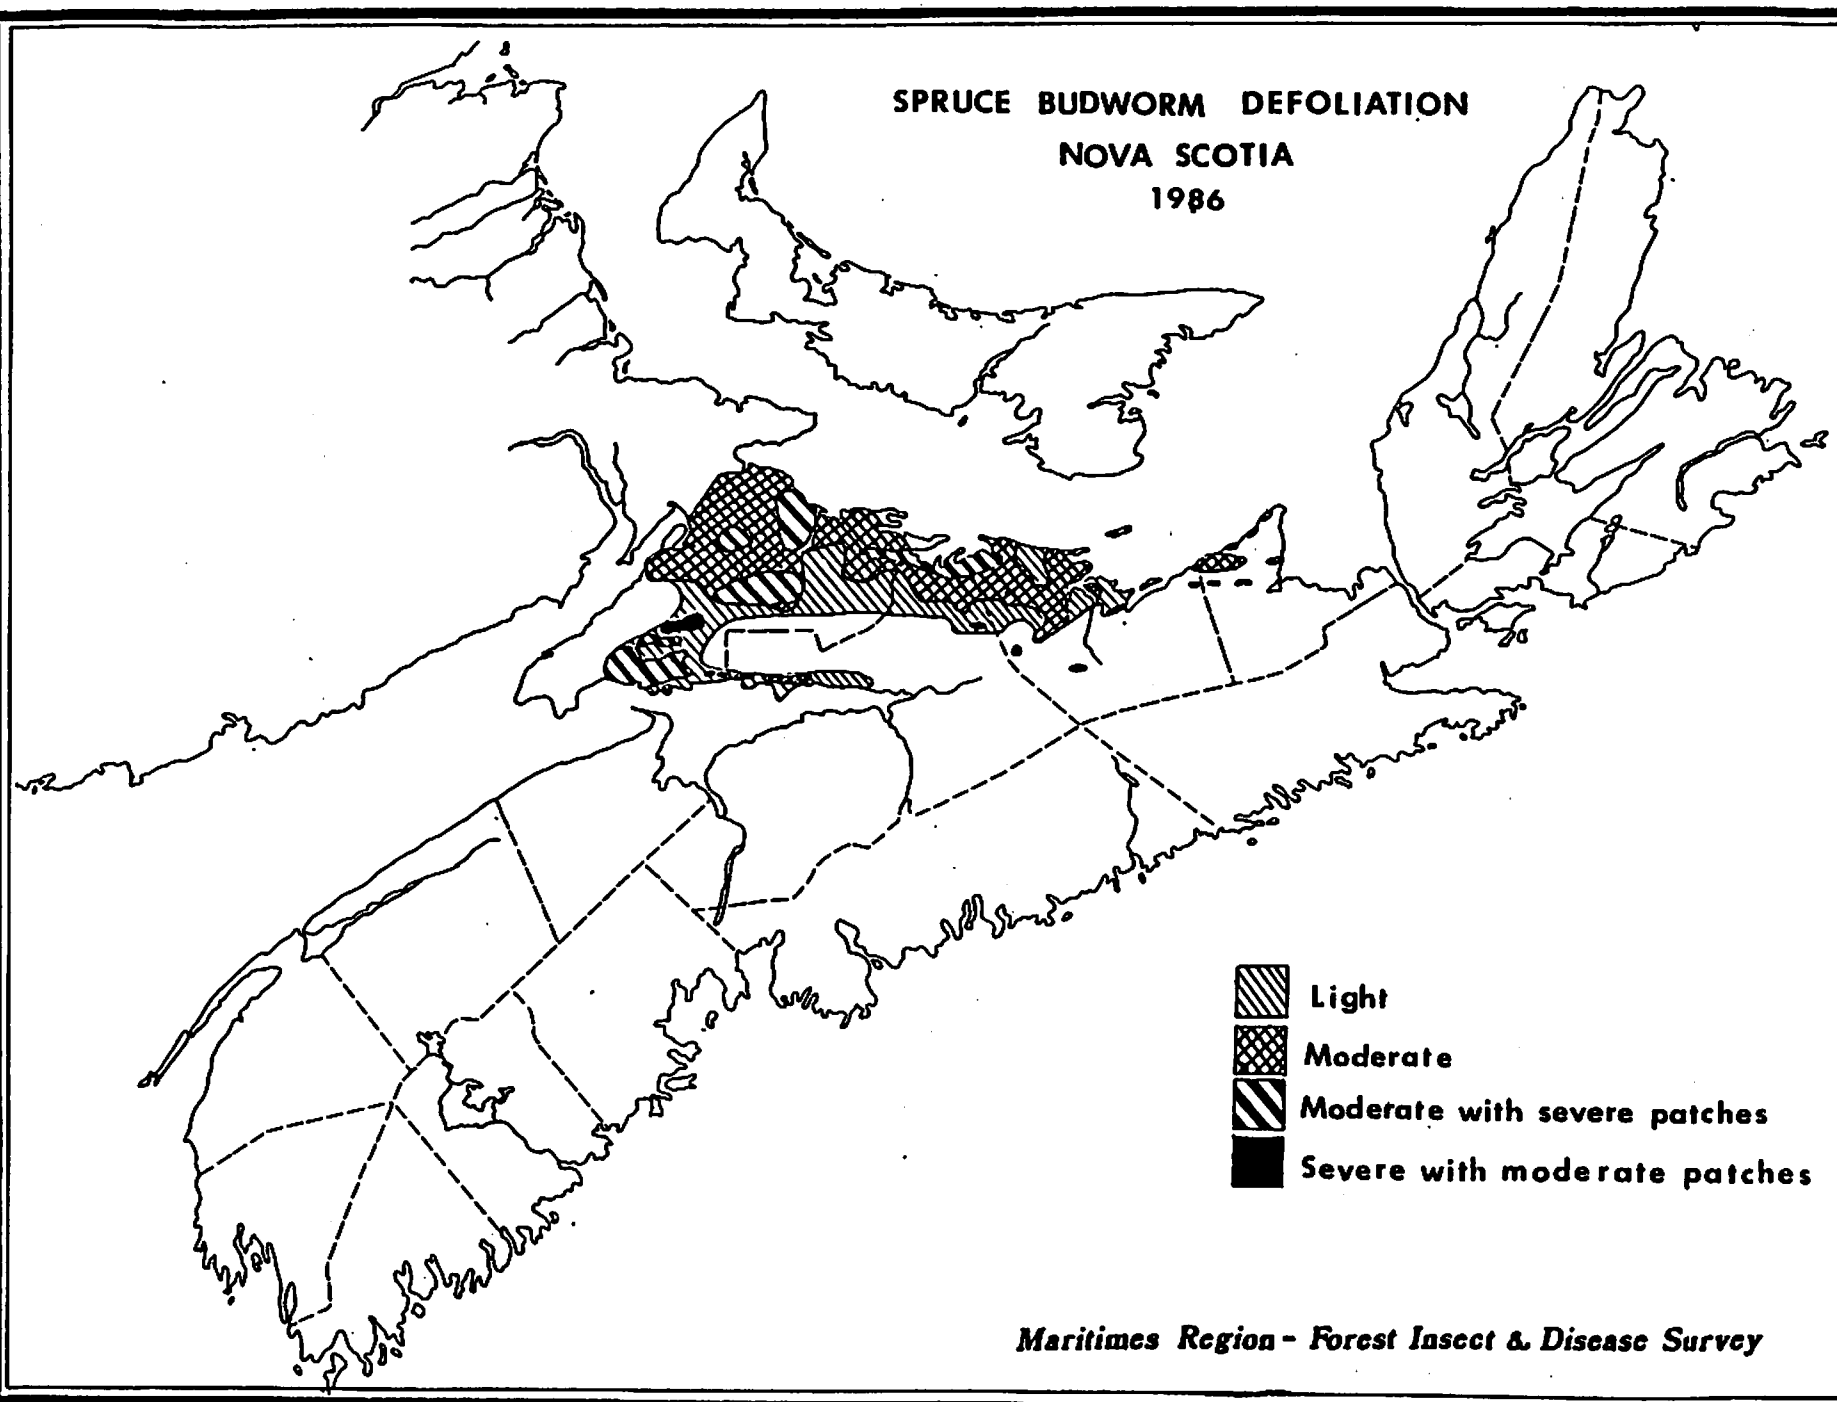 SPRUCE BUDWORM DEFOLIATION
NOVA SCOTIA
1986
Light
Moderate
Moderate with severe patches
Severe with moderate patches
Maritimes Region - Forest Insect & Disease Survey